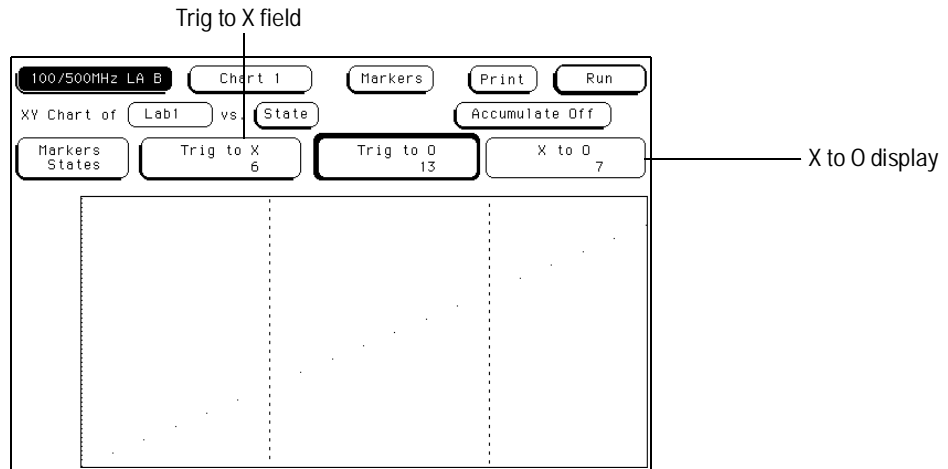 Trig to X field
100/500MHz LA B Chart 1 Markers Print Run
XY Chart of Lab1 vs. State Accumulate Off
Markers States
Trig to X 6
Trig to O 13
X to O 7
X to O display